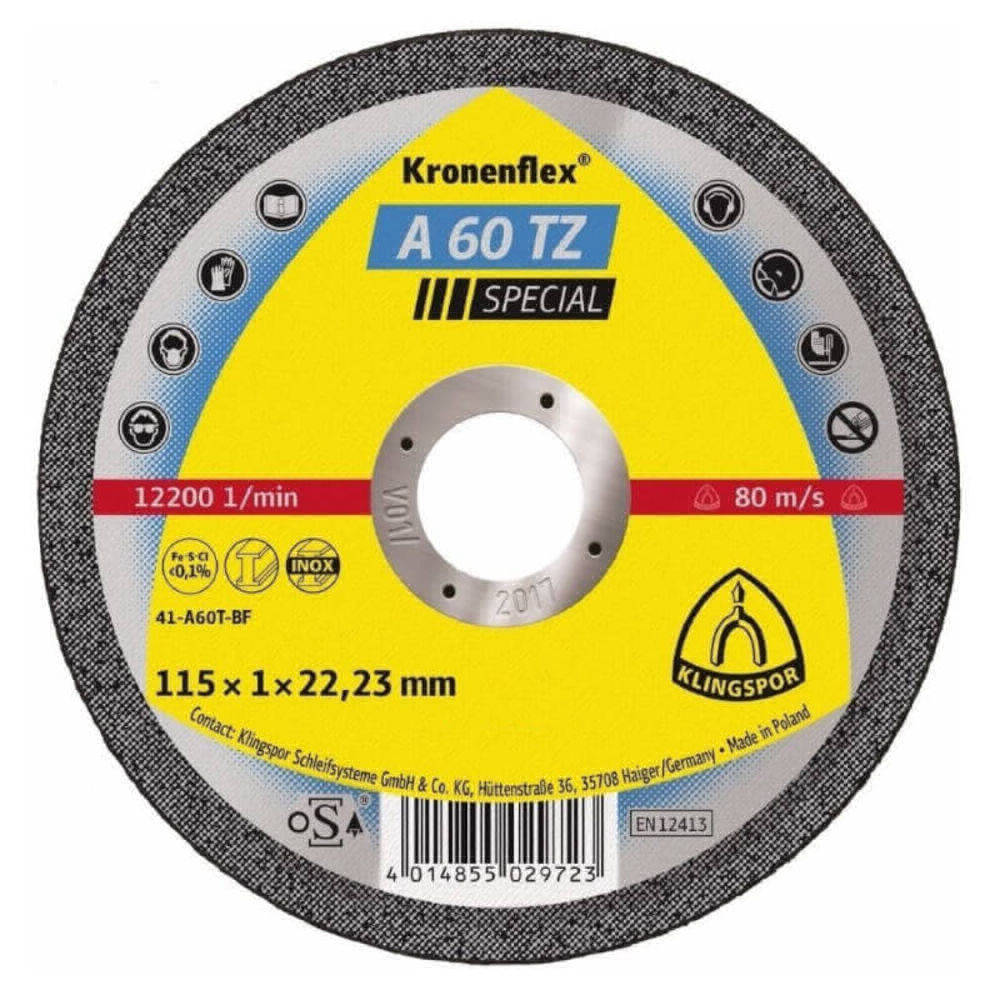 Kronenflex®
A 60 TZ
SPECIAL
12200 1/min
80 m/s
V01/
2017
Fe·S·Cl
<0,1%
INOX
41-A60T-BF
KLINGSPOR
115 x 1 x 22,23 mm
Contact: Klingspor Schleifsysteme GmbH & Co. KG, Hüttenstraße 36, 35708 Haiger/Germany • Made in Poland
oS®
EN 12413
4 014855 029723